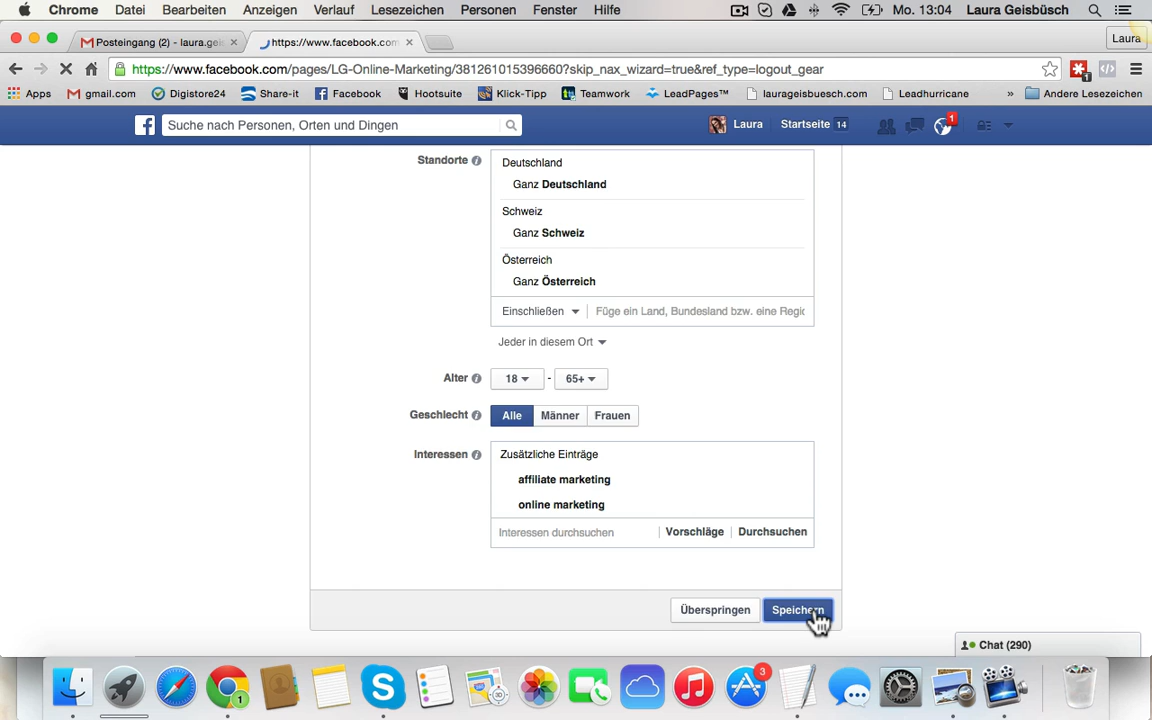 Chrome Datei Bearbeiten Anzeigen Verlauf Lesezeichen Personen Fenster Hilfe Mo. 13:04 Laura Geisbüsch
Posteingang (2) - laura.geis https://www.facebook.com Laura
https://www.facebook.com/pages/LG-Online-Marketing/381261015396660?skip_nax_wizard=true&ref_type=logout_gear
1
Apps gmail.com Digistore24 Share-it Facebook Hootsuite Klick-Tipp Teamwork LeadPages™ laurageisbuesch.com Leadhurricane » Andere Lesezeichen
Suche nach Personen, Orten und Dingen Laura Startseite 14 1
Standorte
Deutschland
Ganz Deutschland
Schweiz
Ganz Schweiz
Österreich
Ganz Österreich
Einschließen Füge ein Land, Bundesland bzw. eine Regio
Jeder in diesem Ort
Alter 18 - 65+
Geschlecht Alle Männer Frauen
Interessen Zusätzliche Einträge
affiliate marketing
online marketing
Interessen durchsuchen Vorschläge Durchsuchen
Überspringen Speichern
Chat (290)
1 3D 3